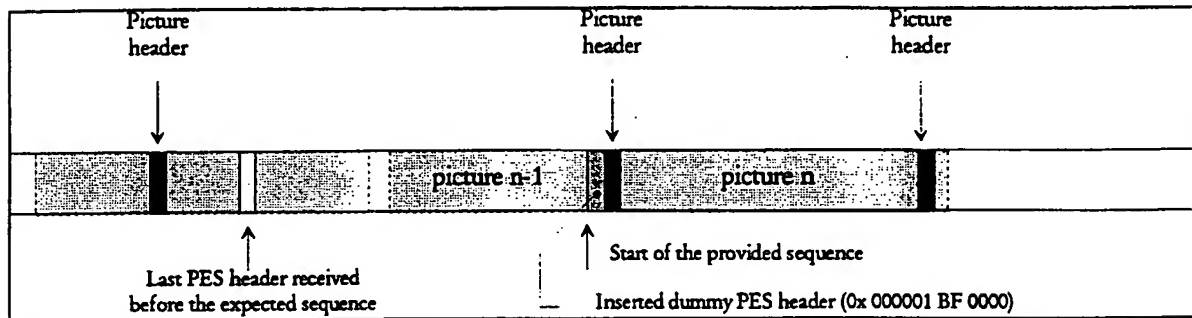 Picture
header
Picture
header
Picture
header
picture n-1
picture n
Start of the provided sequence
Last PES header received
before the expected sequence
Inserted dummy PES header (0x 000001 BF 0000)